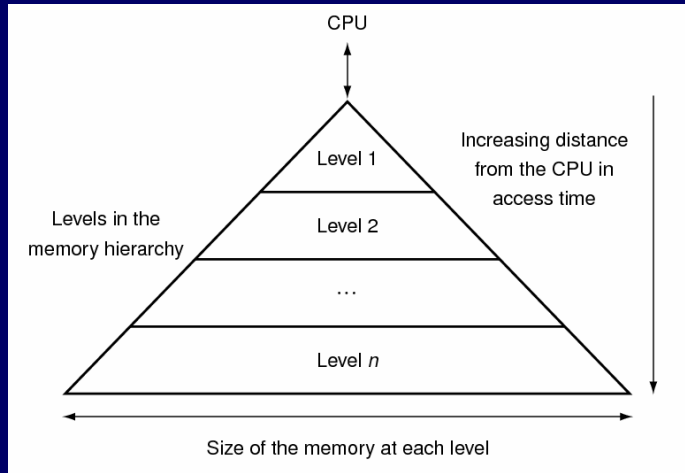 CPU
Level 1
Increasing distance
from the CPU in
access time
Levels in the
memory hierarchy
Level 2
...
Level n
Size of the memory at each level